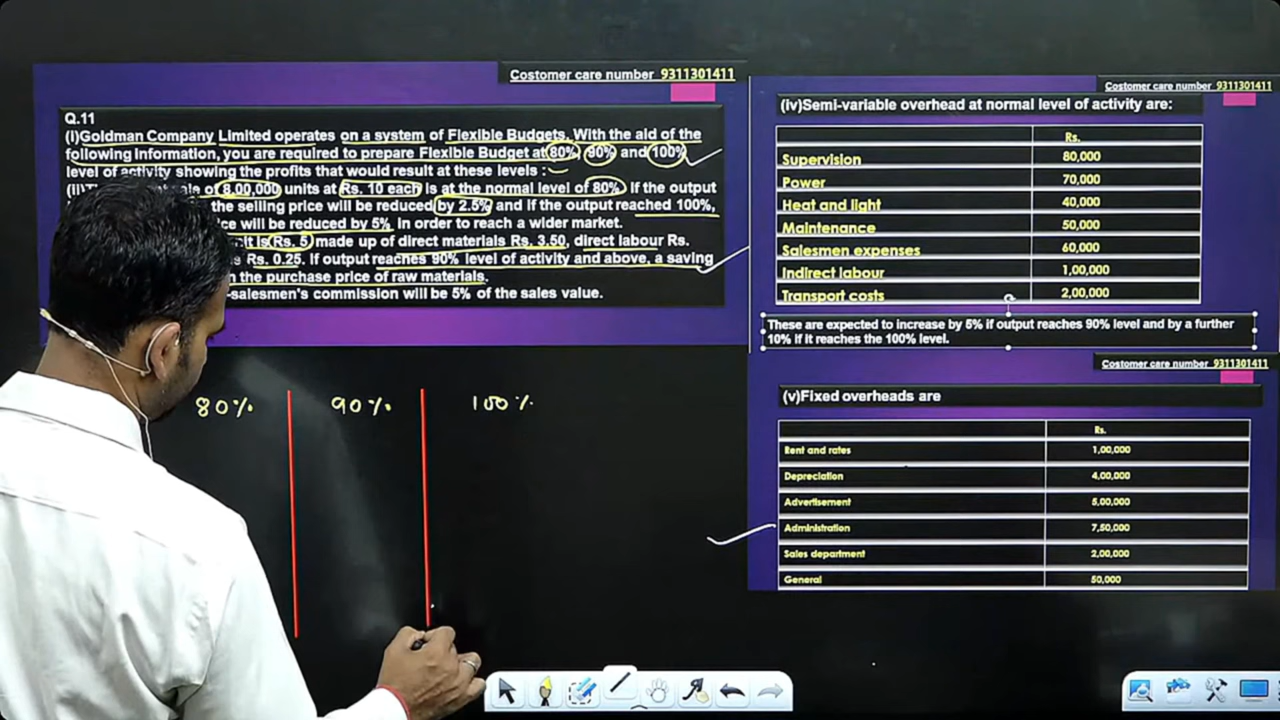 Costomer care number 9311301411
Q.11
(i)Goldman Company Limited operates on a system of Flexible Budgets. With the aid of the
following Information, you are required to prepare Flexible Budget at 80%, 90% and 100%
level of activity showing the profits that would result at these levels :
of 8,00,000 units at Rs. 10 each is at the normal level of 80%. If the output
the selling price will be reduced by 2.5% and if the output reached 100%,
will be reduced by 5% In order to reach a wider market.
is Rs. 5 made up of direct materials Rs. 3.50, direct labour Rs.
Rs. 0.25. If output reaches 90% level of activity and above, a saving
the purchase price of raw materials.
-salesmen's commission will be 5% of the sales value.
80% 90% 100%
Costomer care number 9311301411
(iv)Semi-variable overhead at normal level of activity are:
Rs.
Supervision 80,000
Power 70,000
Heat and light 40,000
Maintenance 50,000
Salesmen expenses 60,000
Indirect labour 1,00,000
Transport costs 2,00,000
These are expected to increase by 5% if output reaches 90% level and by a further
10% if it reaches the 100% level.
Costomer care number 9311301411
(v)Fixed overheads are
Rs.
Rent and rates 1,00,000
Depreciation 4,00,000
Advertisement 5,00,000
Administration 7,50,000
Sales department 2,00,000
General 50,000